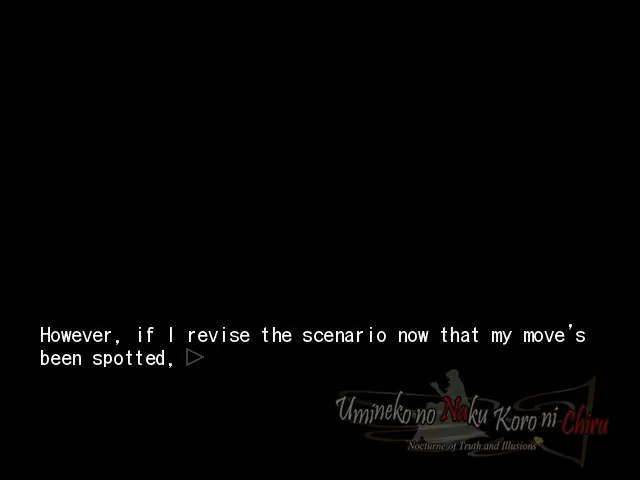 However, if I revise the scenario now that my move's
been spotted,
Umineko no Naku Koro ni Chiru
Nocturne of Truth and Illusions